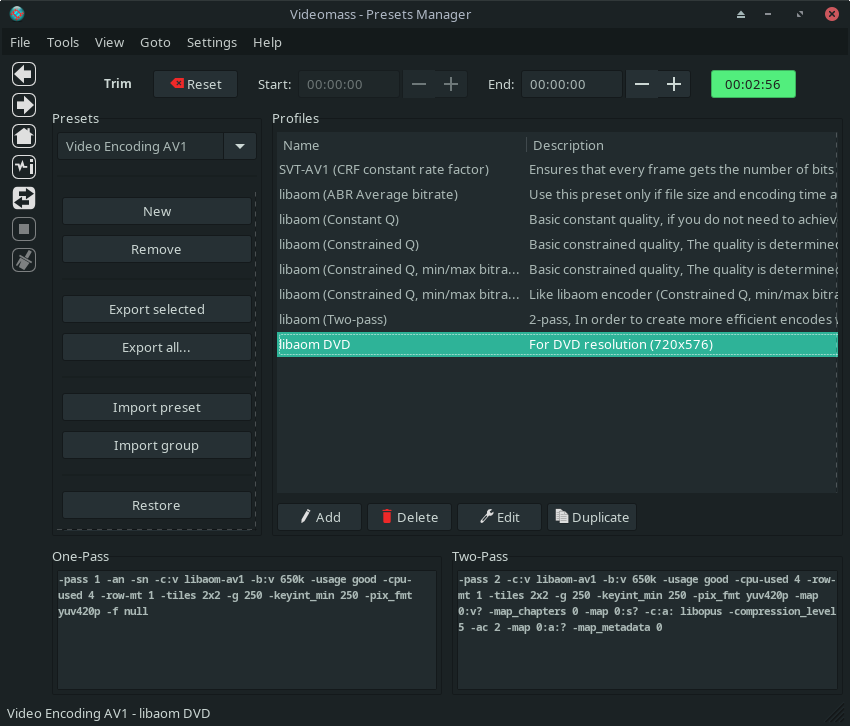 Videomass - Presets Manager
File Tools View Goto Settings Help
Trim Reset Start: 00:00:00 End: 00:00:00 00:02:56
Presets
Video Encoding AV1
New
Remove
Export selected
Export all...
Import preset
Import group
Restore
Profiles
Name Description
SVT-AV1 (CRF constant rate factor) Ensures that every frame gets the number of bits
libaom (ABR Average bitrate) Use this preset only if file size and encoding time a
libaom (Constant Q) Basic constant quality, if you do not need to achiev
libaom (Constrained Q) Basic constrained quality, The quality is determined
libaom (Constrained Q, min/max bitra... Basic constrained quality, The quality is determined
libaom (Constrained Q, min/max bitra... Like libaom encoder (Constrained Q, min/max bitra
libaom (Two-pass) 2-pass, In order to create more efficient encodes w
libaom DVD For DVD resolution (720x576)
Add Delete Edit Duplicate
One-Pass
-pass 1 -an -sn -c:v libaom-av1 -b:v 650k -usage good -cpu-
used 4 -row-mt 1 -tiles 2x2 -g 250 -keyint_min 250 -pix_fmt
yuv420p -f null
Two-Pass
-pass 2 -c:v libaom-av1 -b:v 650k -usage good -cpu-used 4 -row-
mt 1 -tiles 2x2 -g 250 -keyint_min 250 -pix_fmt yuv420p -map
0:v? -map_chapters 0 -map 0:s? -c:a: libopus -compression_level
5 -ac 2 -map 0:a:? -map_metadata 0
Video Encoding AV1 - libaom DVD